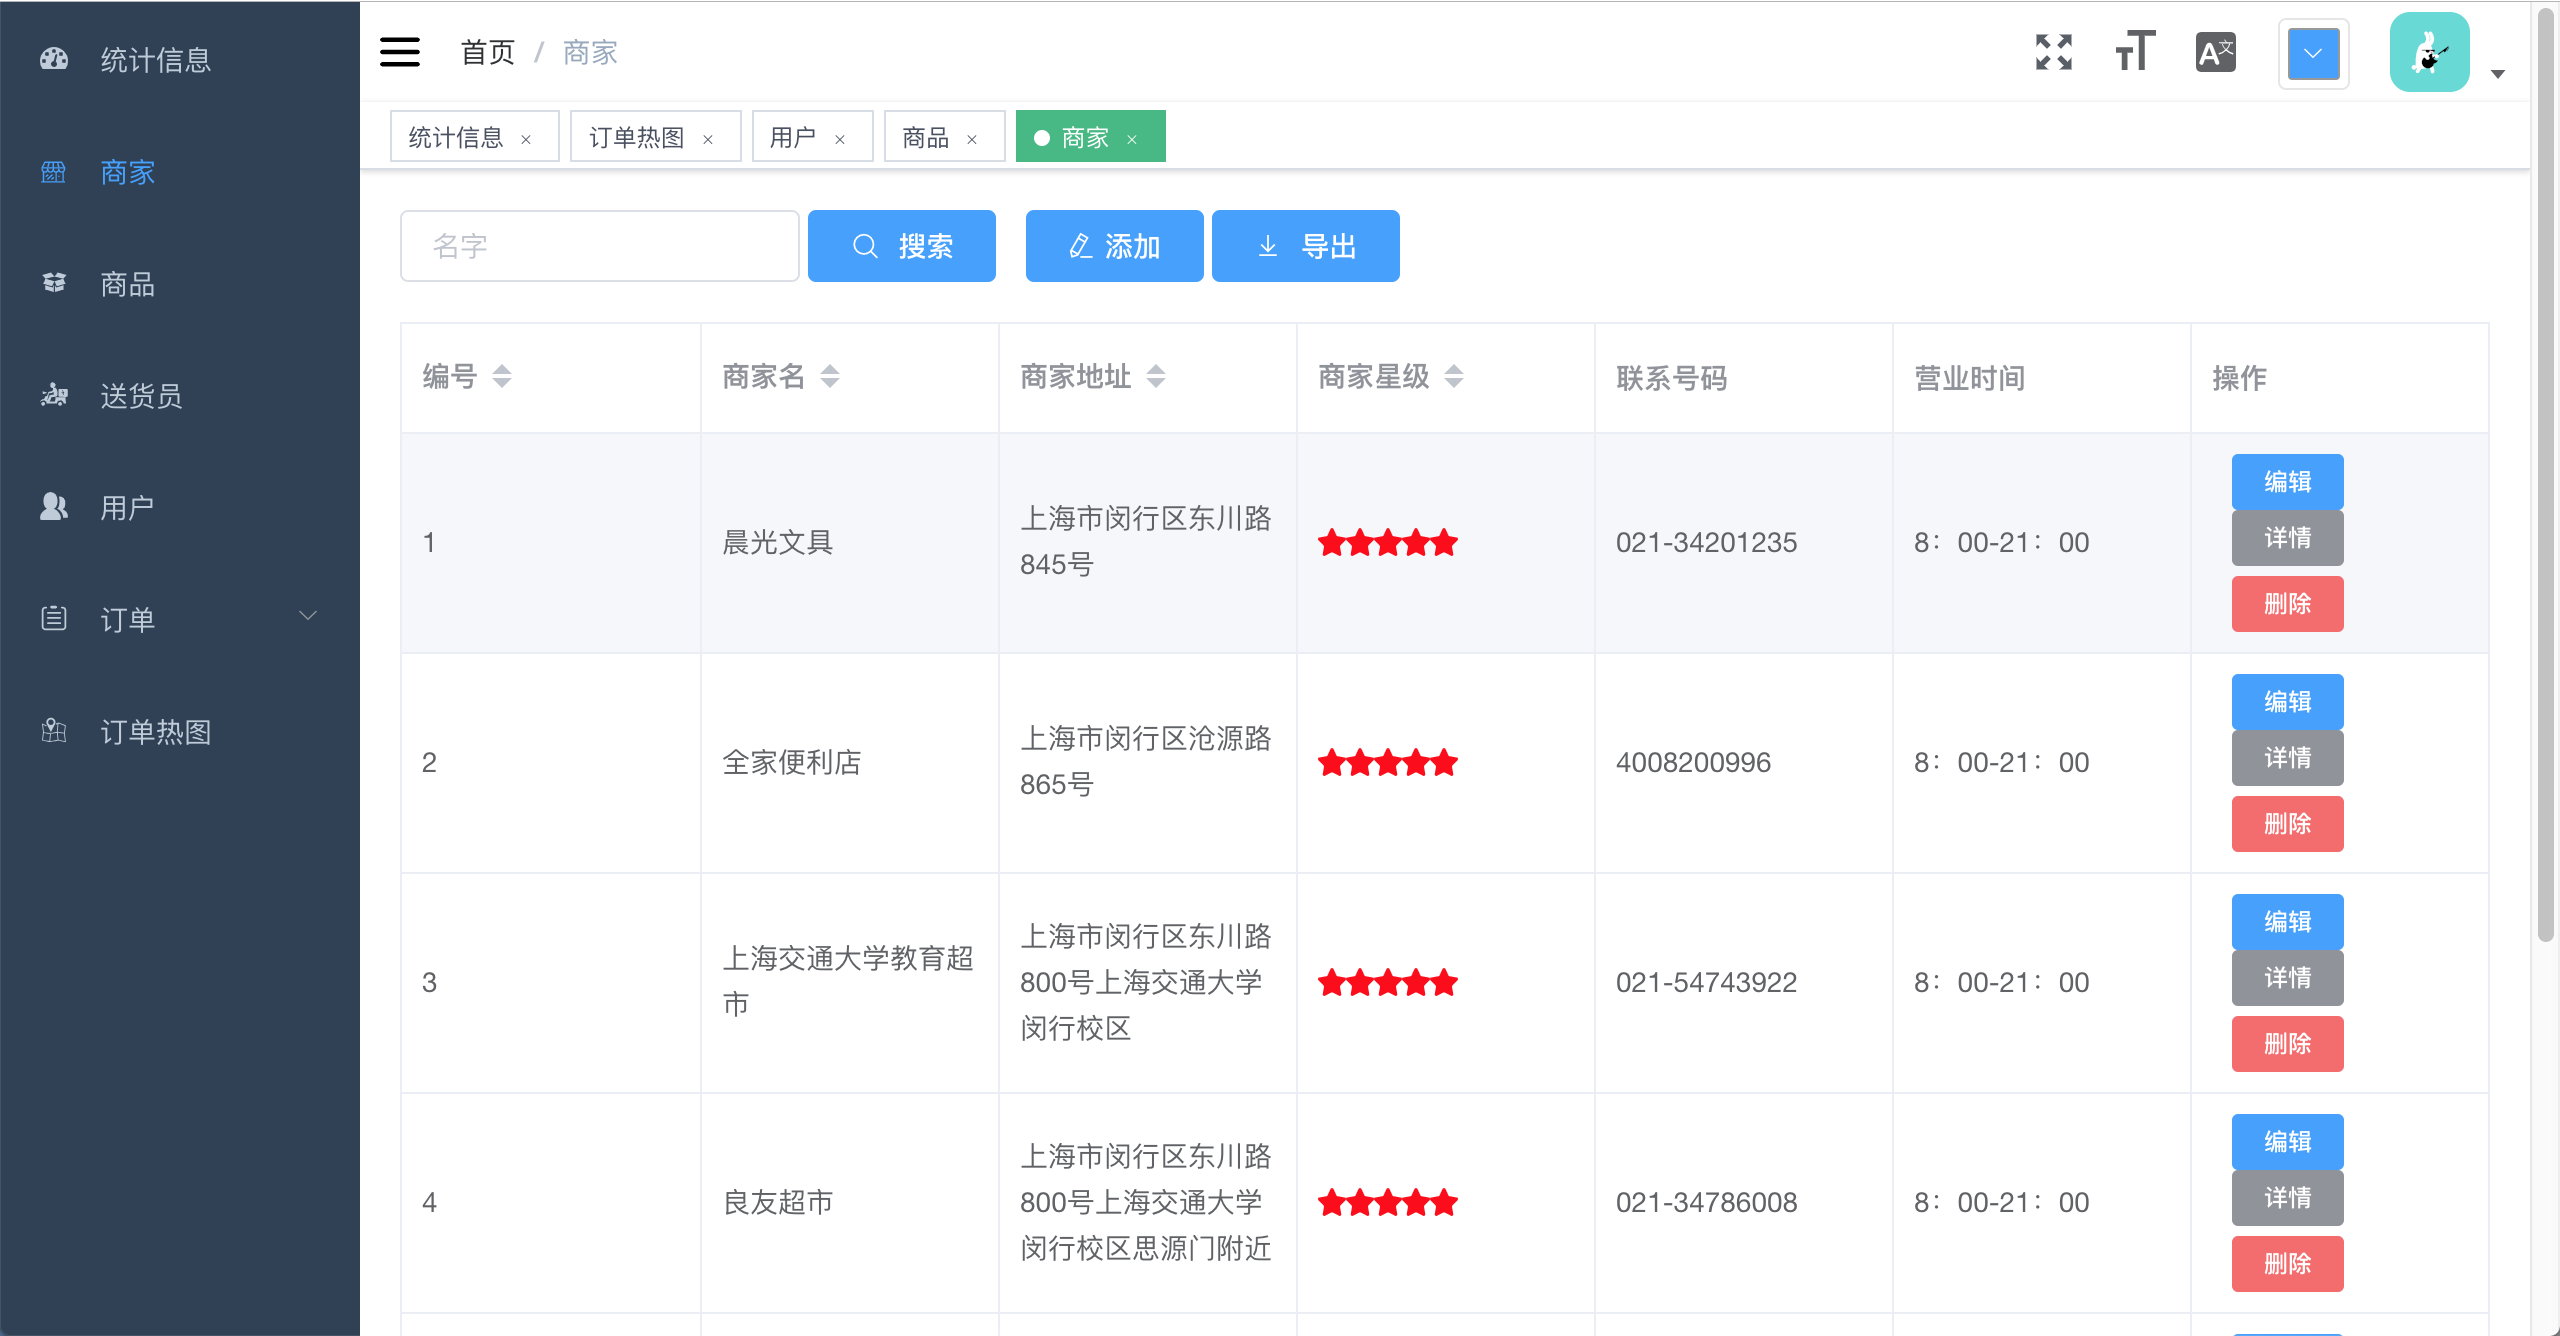 统计信息
商家
商品
送货员
用户
订单
订单热图
首页 / 商家
统计信息 × 订单热图 × 用户 × 商品 × 商家 ×
名字 搜索 添加 导出
编号 商家名 商家地址 商家星级 联系号码 营业时间 操作
1 晨光文具 上海市闵行区东川路
845号 021-34201235 8：00-21：00 编辑
详情
删除
2 全家便利店 上海市闵行区沧源路
865号 4008200996 8：00-21：00 编辑
详情
删除
3 上海交通大学教育超
市 上海市闵行区东川路
800号上海交通大学
闵行校区 021-54743922 8：00-21：00 编辑
详情
删除
4 良友超市 上海市闵行区东川路
800号上海交通大学
闵行校区思源门附近 021-34786008 8：00-21：00 编辑
详情
删除